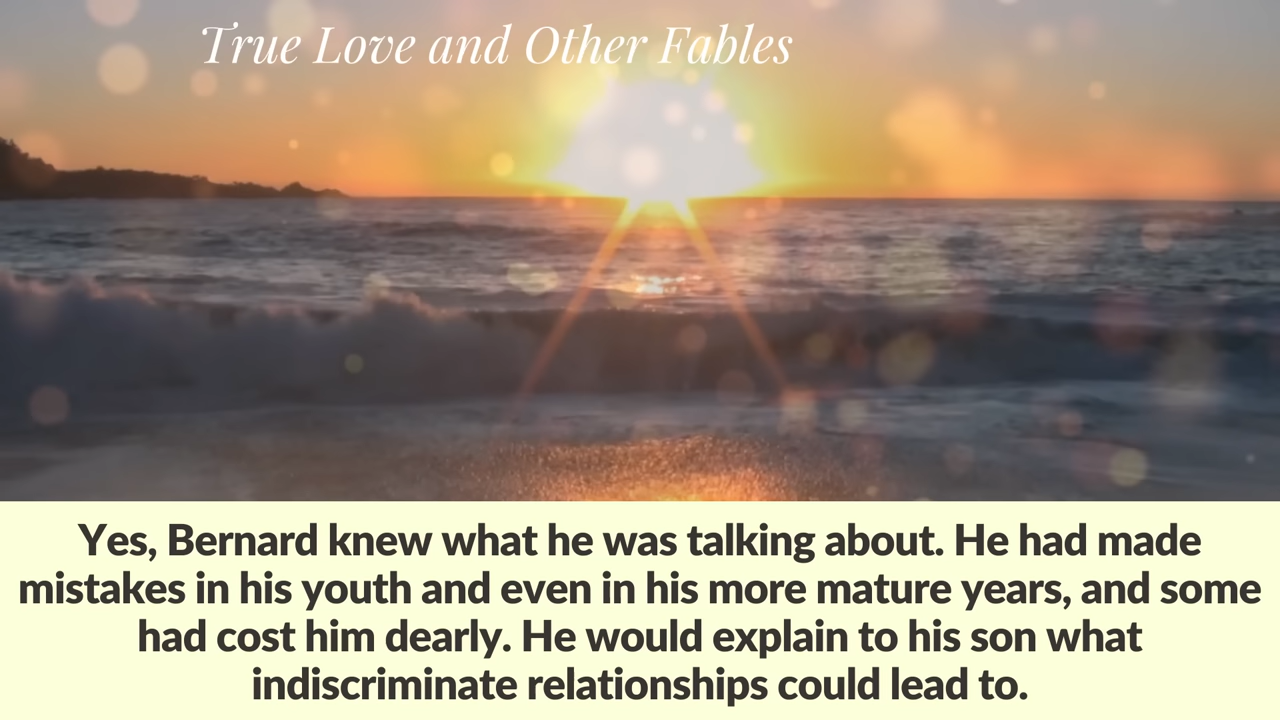 True Love and Other Fables
Yes, Bernard knew what he was talking about. He had made
mistakes in his youth and even in his more mature years, and some
had cost him dearly. He would explain to his son what
indiscriminate relationships could lead to.